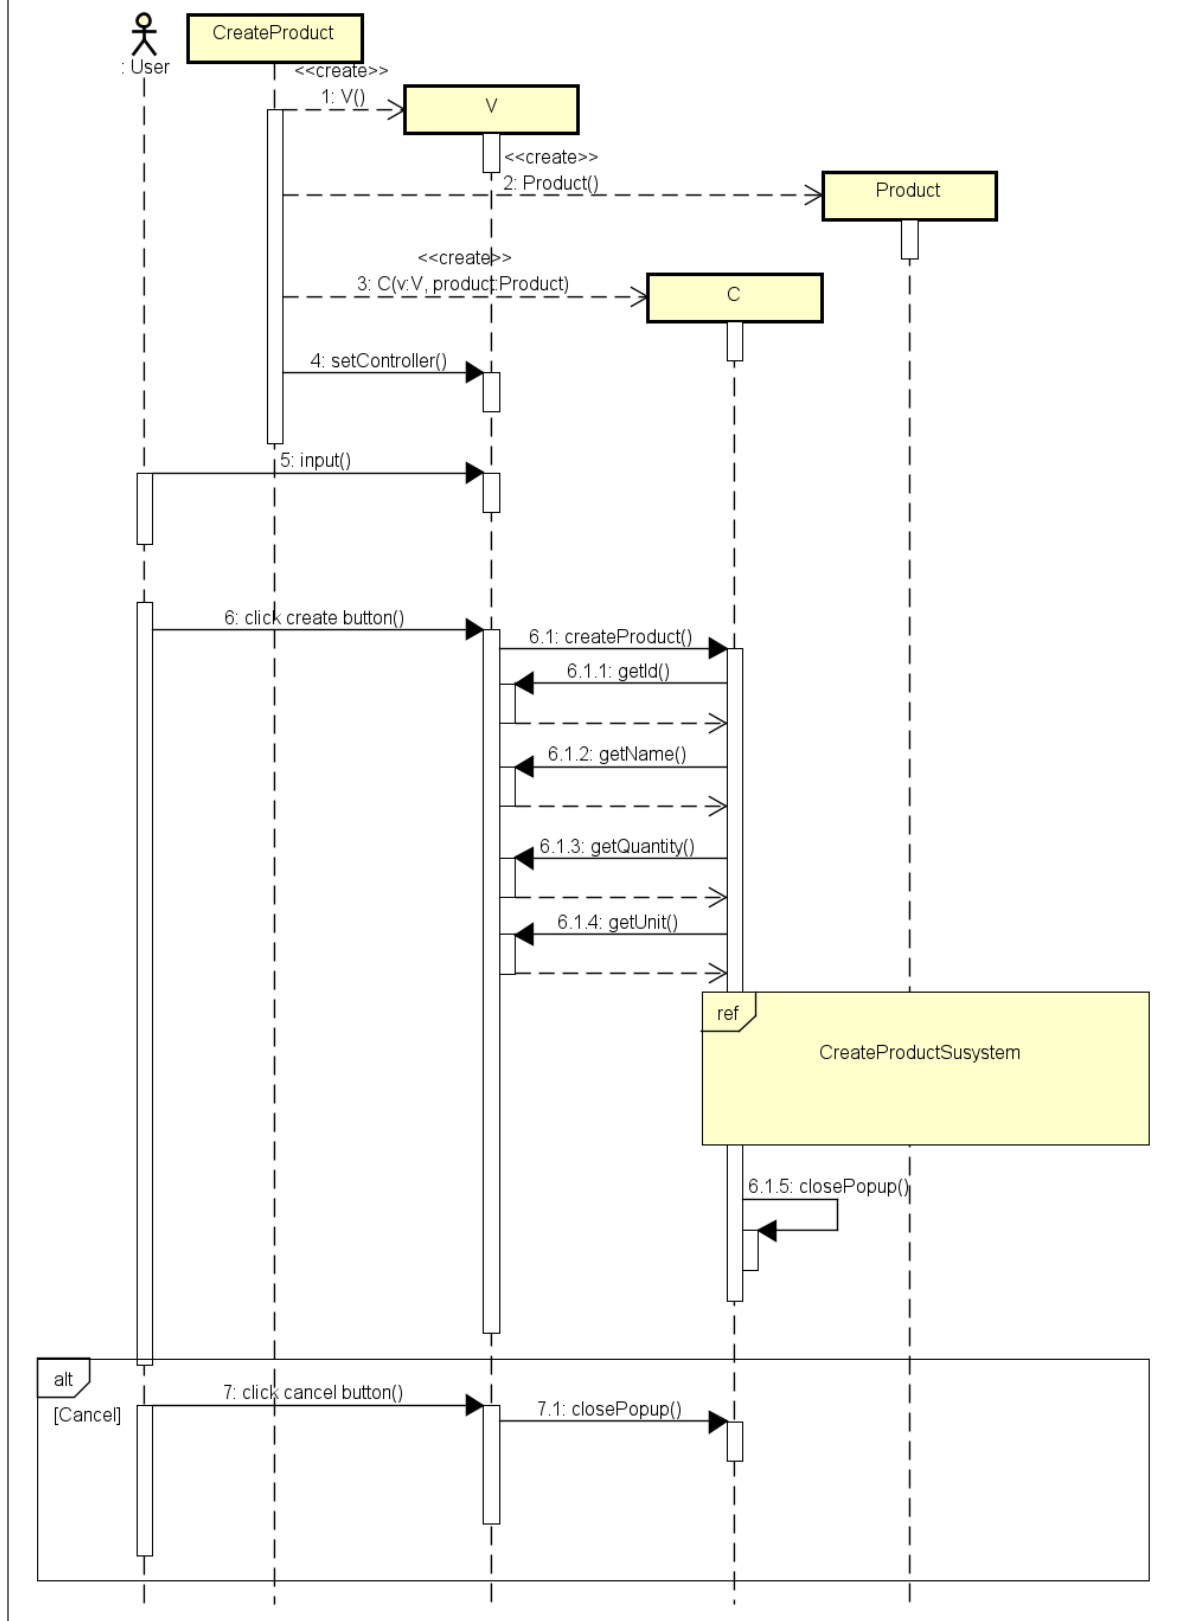 CreateProduct
: User
<<create>>
1: V()
V
<<create>>
2: Product()
Product
<<create>>
3: C(v:V, product:Product)
C
4: setController()
5: input()
6: click create button()
6.1: createProduct()
6.1.1: getId()
6.1.2: getName()
6.1.3: getQuantity()
6.1.4: getUnit()
ref
CreateProductSusystem
6.1.5: closePopup()
alt
7: click cancel button()
[Cancel]
7.1: closePopup()